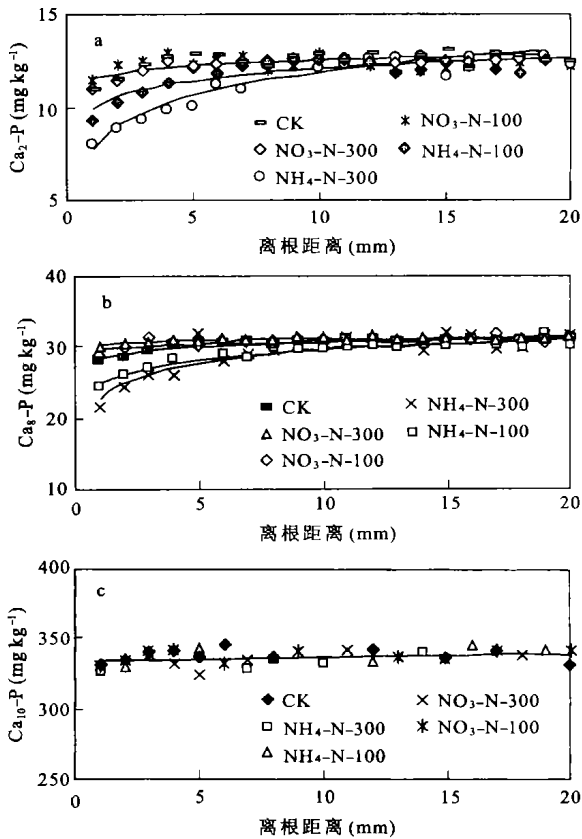 a
15
10
5
Ca₂-P (mg kg⁻¹)
CK
NO₃-N-100
NO₃-N-300
NH₄-N-100
NH₄-N-300
0 5 10 15 20
离根距离 (mm)
b
40
30
20
10
Ca₈-P (mg kg⁻¹)
CK
NH₄-N-300
NO₃-N-300
NH₄-N-100
NO₃-N-100
0 5 10 15 20
离根距离 (mm)
c
400
350
300
250
Ca₁₀-P (mg kg⁻¹)
CK
NO₃-N-300
NH₄-N-300
NO₃-N-100
NH₄-N-100
0 5 10 15 20
离根距离 (mm)